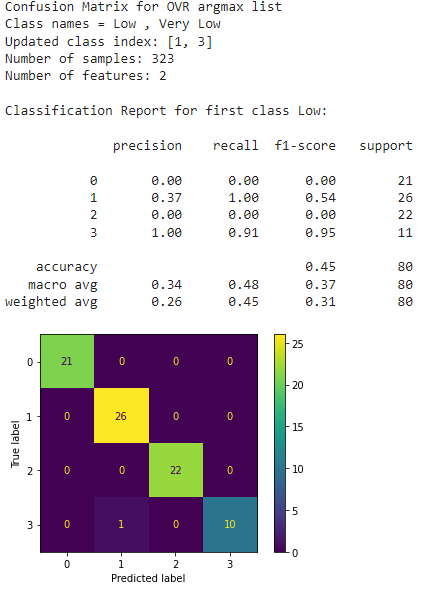 Confusion Matrix for OVR argmax list
Class names = Low , Very Low
Updated class index: [1, 3]
Number of samples: 323
Number of features: 2
Classification Report for first class Low:
precision recall f1-score support
0 0.00 0.00 0.00 21
1 0.37 1.00 0.54 26
2 0.00 0.00 0.00 22
3 1.00 0.91 0.95 11
accuracy 0.45 80
macro avg 0.34 0.48 0.37 80
weighted avg 0.26 0.45 0.31 80
0 21 0 0 0
1 0 26 0 0
2 0 0 22 0
3 0 1 0 10
0 1 2 3
Predicted label
True label
25
20
15
10
5
0